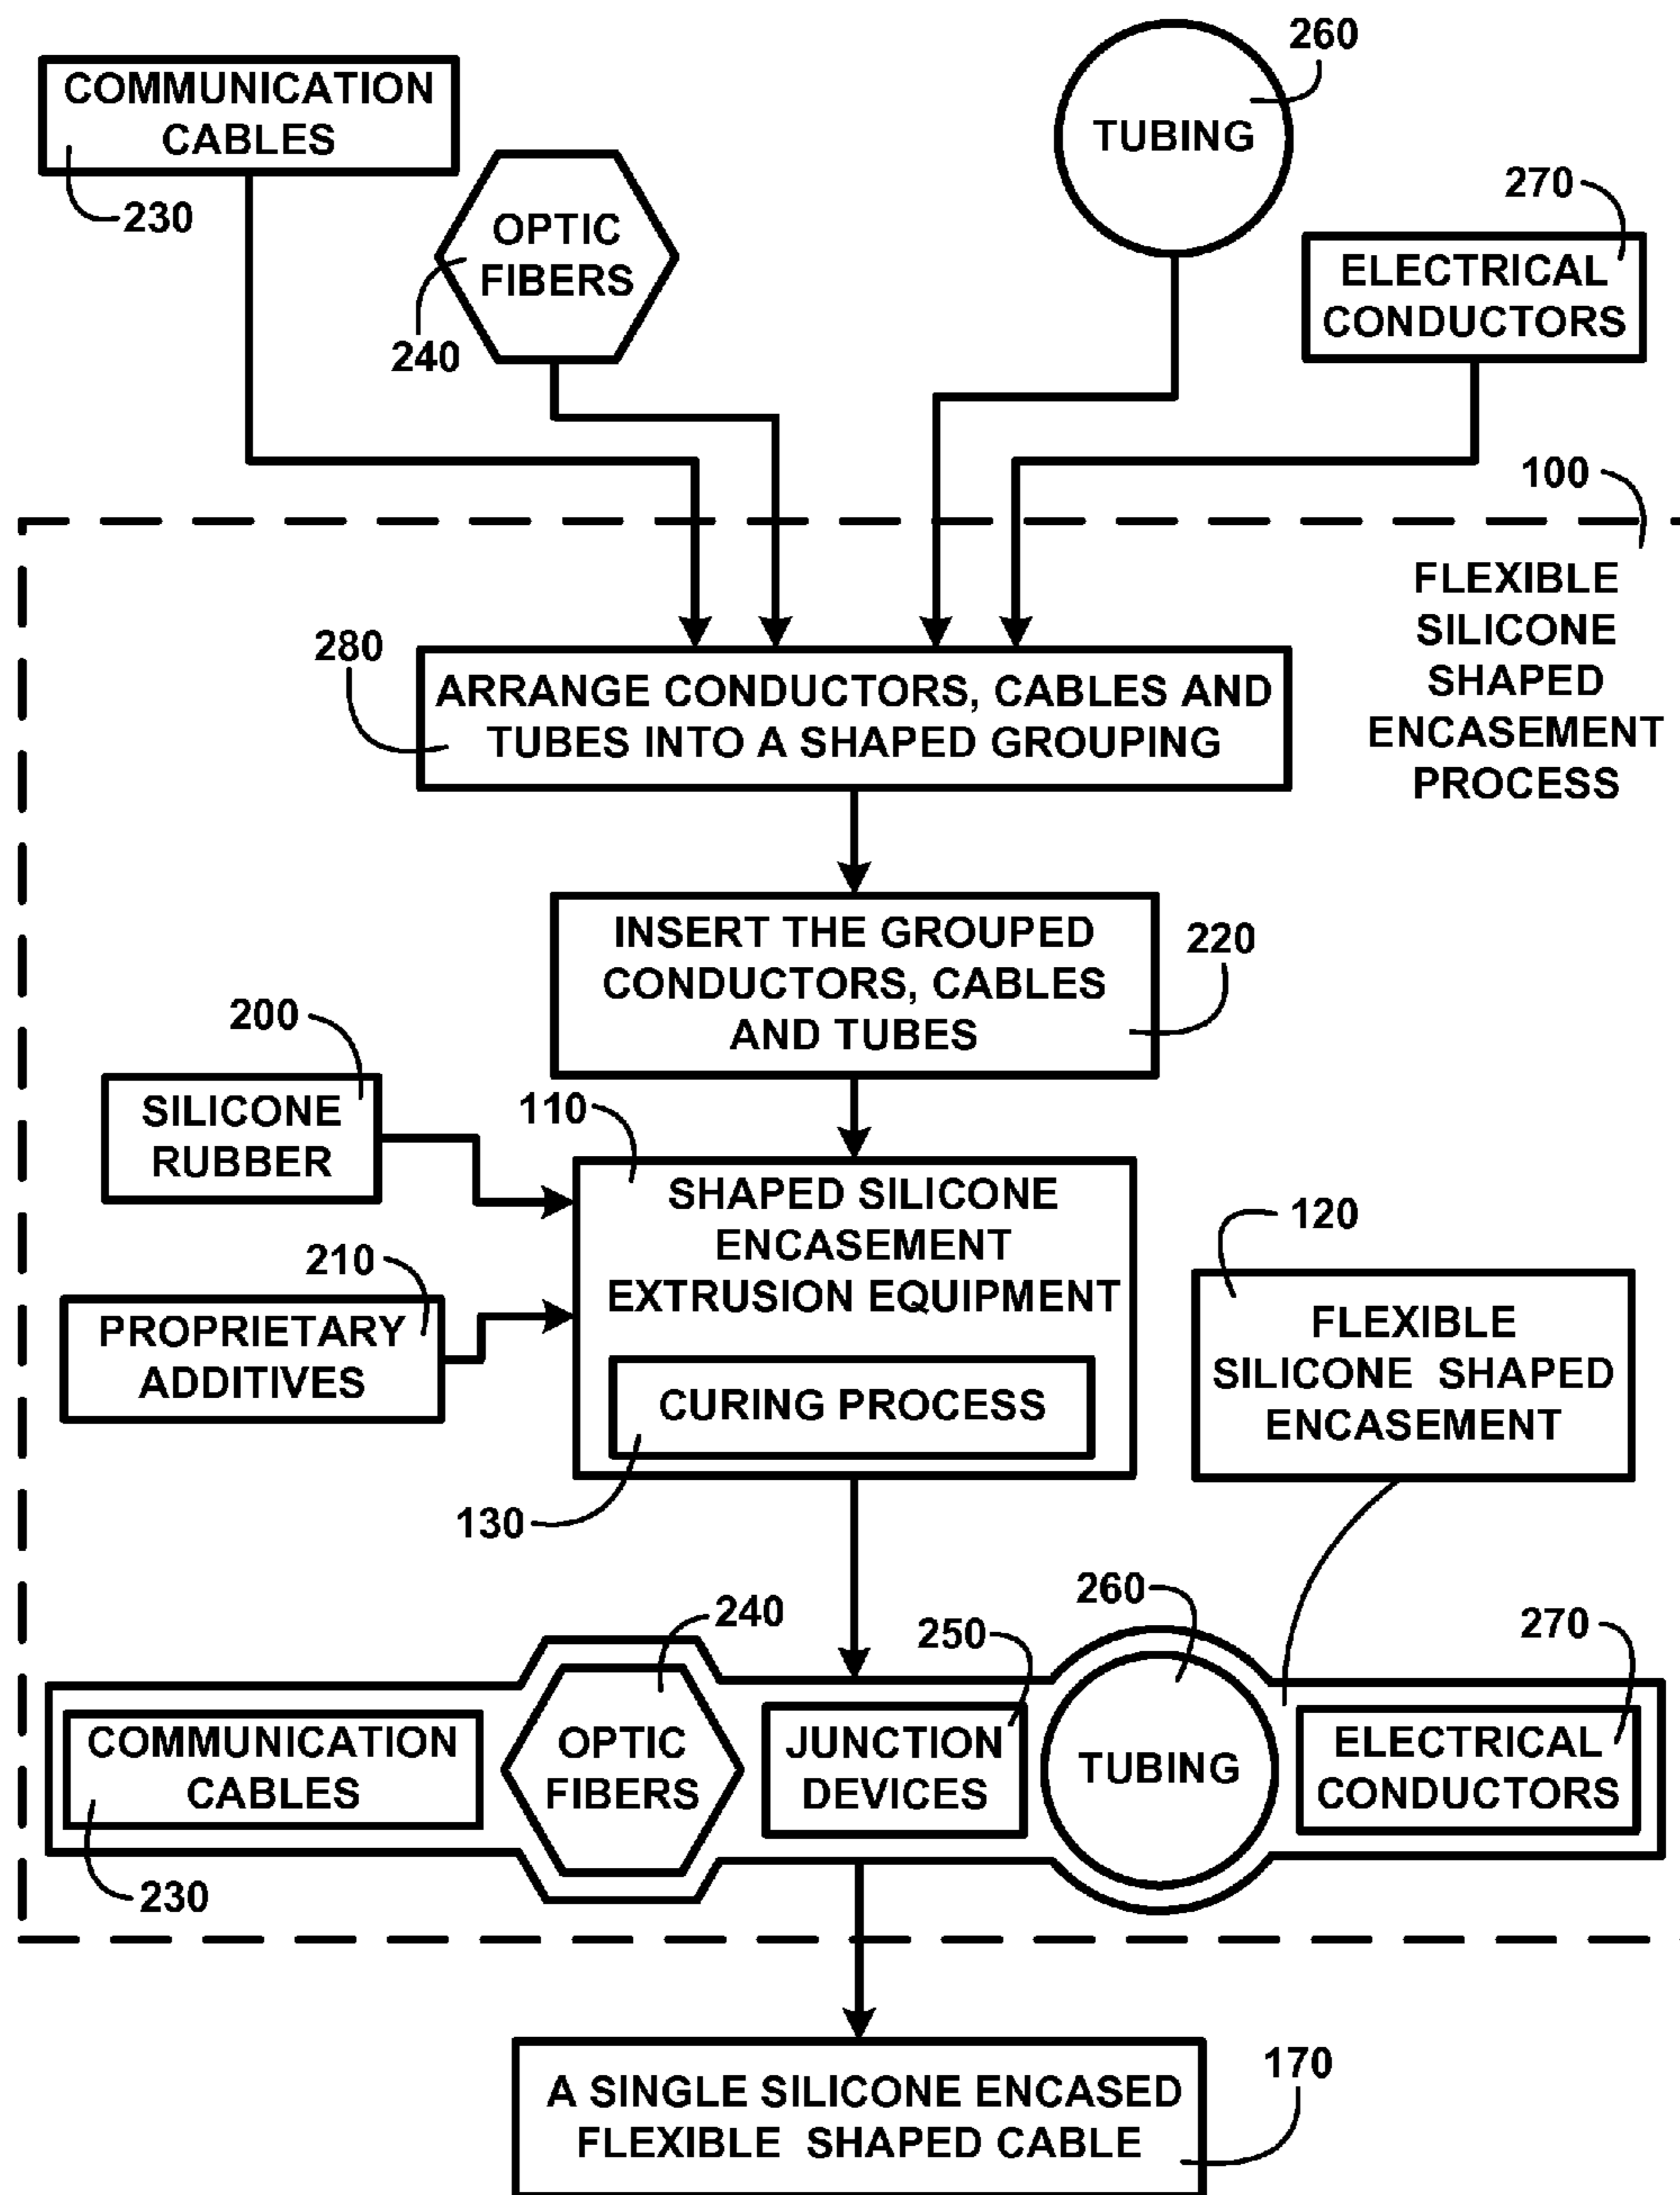 COMMUNICATION
CABLES
230
OPTIC
FIBERS
240
260
TUBING
270
ELECTRICAL
CONDUCTORS
100
FLEXIBLE
SILICONE
SHAPED
ENCASEMENT
PROCESS
280
ARRANGE CONDUCTORS, CABLES AND
TUBES INTO A SHAPED GROUPING
INSERT THE GROUPED
CONDUCTORS, CABLES
AND TUBES
220
200
SILICONE
RUBBER
210
PROPRIETARY
ADDITIVES
110
SHAPED SILICONE
ENCASEMENT
EXTRUSION EQUIPMENT
CURING PROCESS
130
120
FLEXIBLE
SILICONE SHAPED
ENCASEMENT
COMMUNICATION
CABLES
230
240
OPTIC
FIBERS
250
JUNCTION
DEVICES
260
TUBING
270
ELECTRICAL
CONDUCTORS
A SINGLE SILICONE ENCASED
FLEXIBLE SHAPED CABLE
170